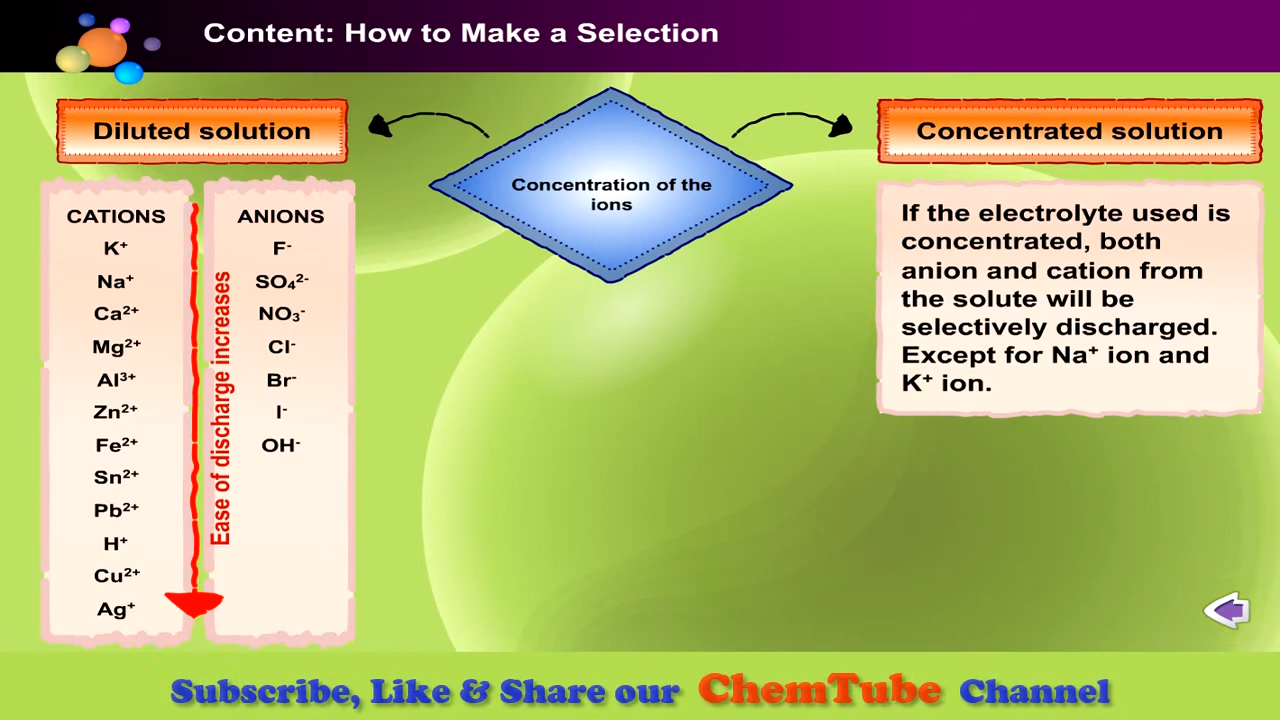 Content: How to Make a Selection
Diluted solution
Concentration of the
ions
Concentrated solution
CATIONS
K⁺
Na⁺
Ca²⁺
Mg²⁺
Al³⁺
Zn²⁺
Fe²⁺
Sn²⁺
Pb²⁺
H⁺
Cu²⁺
Ag⁺
Ease of discharge increases
ANIONS
F⁻
SO₄²⁻
NO₃⁻
Cl⁻
Br⁻
I⁻
OH⁻
If the electrolyte used is
concentrated, both
anion and cation from
the solute will be
selectively discharged.
Except for Na⁺ ion and
K⁺ ion.
Subscribe, Like & Share our ChemTube Channel